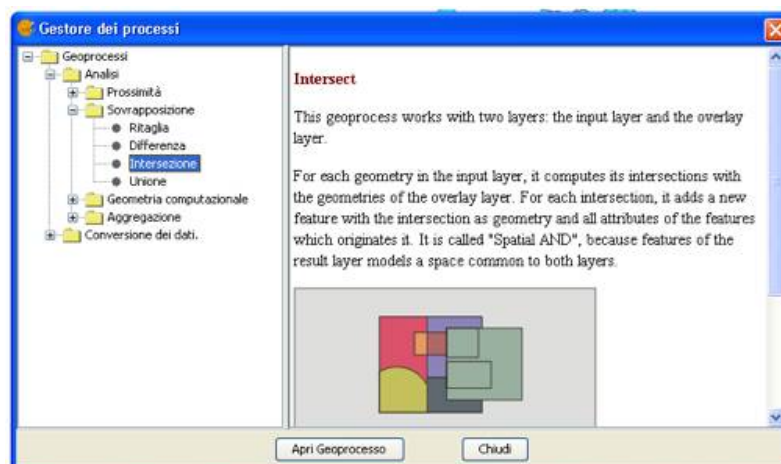 Gestore dei processi
Geoprocessi
Analisi
Prossimità
Sovrapposizione
Ritaglia
Differenza
Intersezione
Unione
Geometria computazionale
Aggregazione
Conversione dei dati.
Intersect
This geoprocess works with two layers: the input layer and the overlay
layer.
For each geometry in the input layer, it computes its intersections with
the geometries of the overlay layer. For each intersection, it adds a new
feature with the intersection as geometry and all attributes of the features
which originates it. It is called "Spatial AND", because features of the
result layer models a space common to both layers.
Apri Geoprocesso
Chiudi